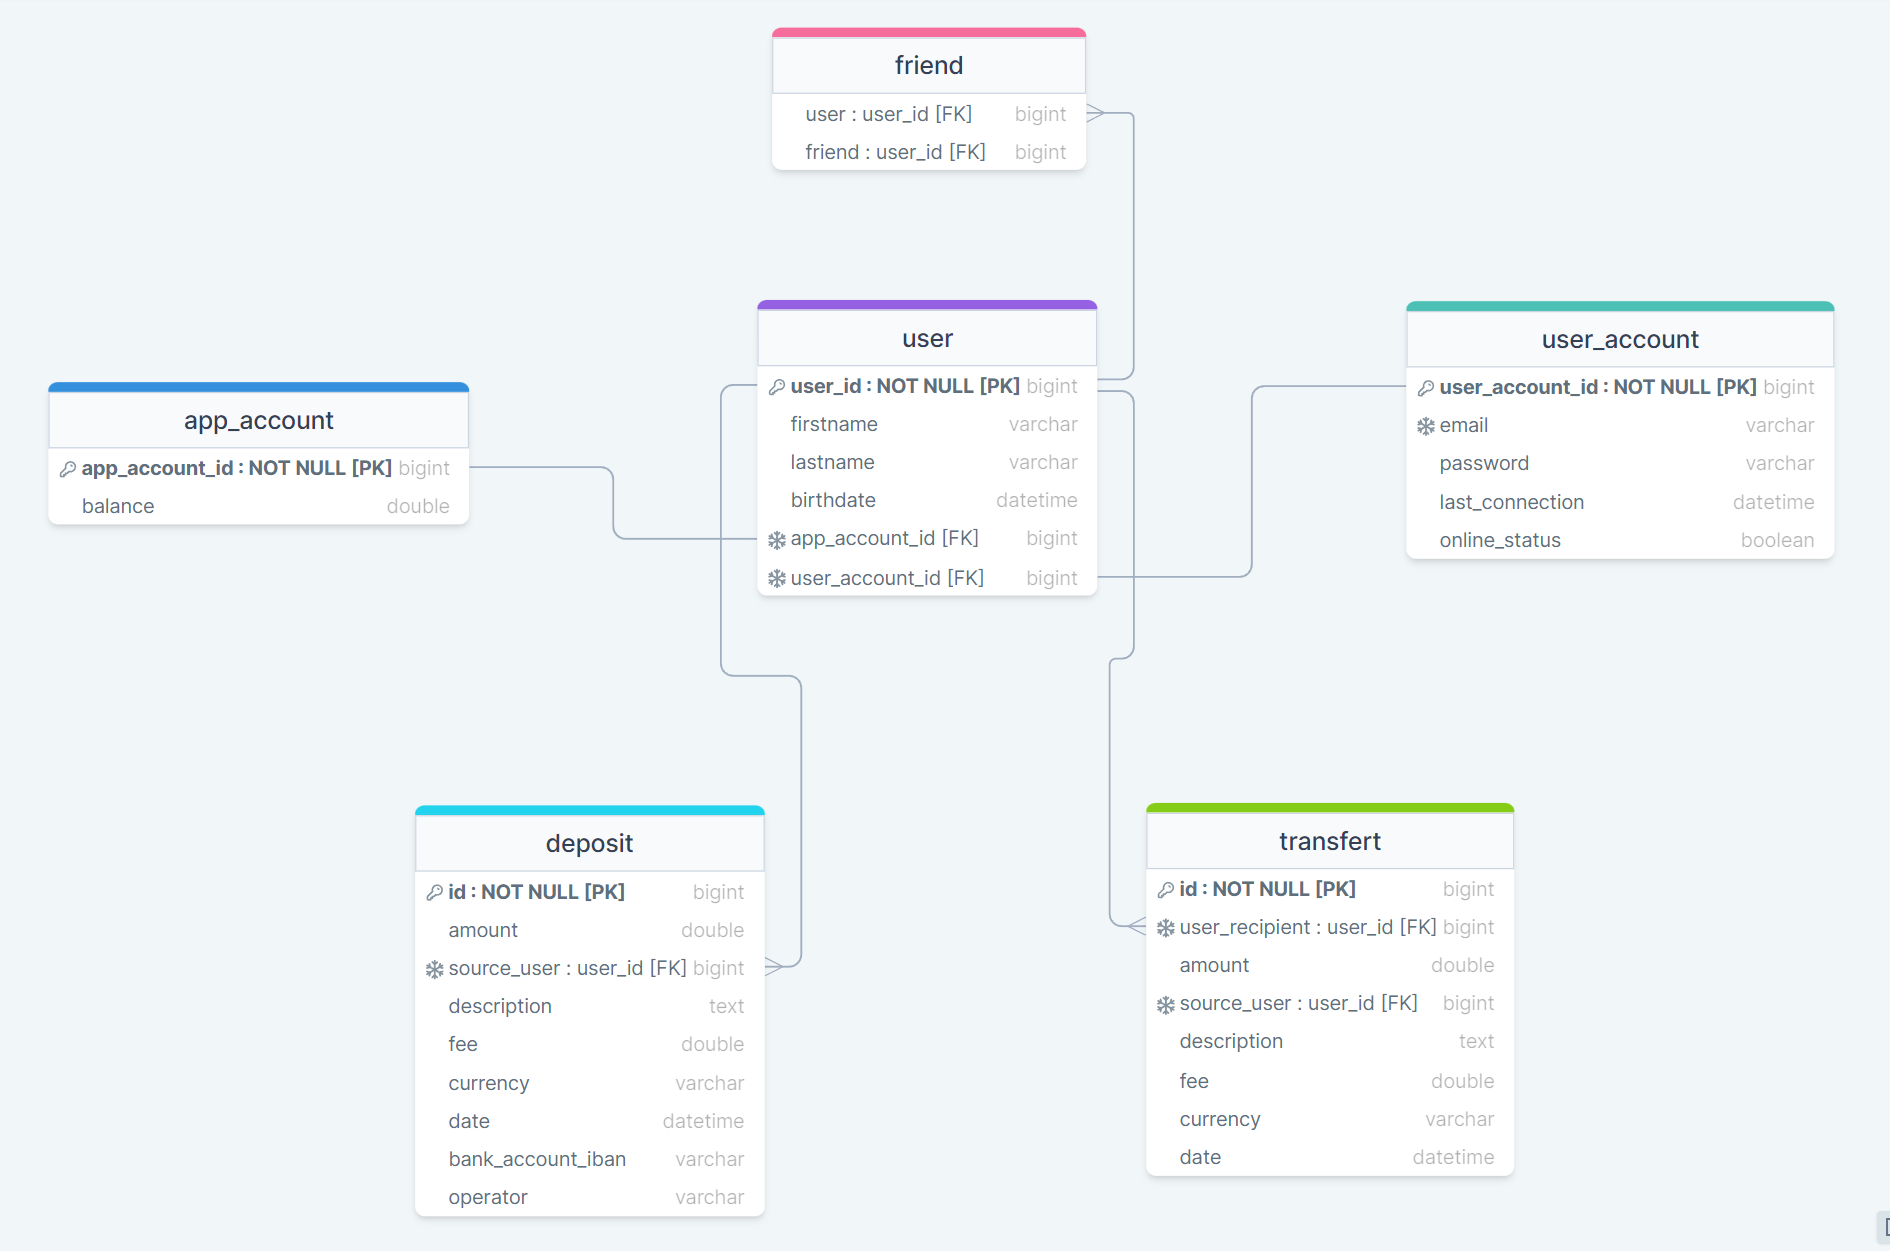 friend
user : user_id [FK] bigint
friend : user_id [FK] bigint
user
user_id : NOT NULL [PK] bigint
firstname varchar
lastname varchar
birthdate datetime
app_account_id [FK] bigint
user_account_id [FK] bigint
user_account
user_account_id : NOT NULL [PK] bigint
email varchar
password varchar
last_connection datetime
online_status boolean
app_account
app_account_id : NOT NULL [PK] bigint
balance double
deposit
id : NOT NULL [PK] bigint
amount double
source_user : user_id [FK] bigint
description text
fee double
currency varchar
date datetime
bank_account_iban varchar
operator varchar
transfert
id : NOT NULL [PK] bigint
user_recipient : user_id [FK] bigint
amount double
source_user : user_id [FK] bigint
description text
fee double
currency varchar
date datetime